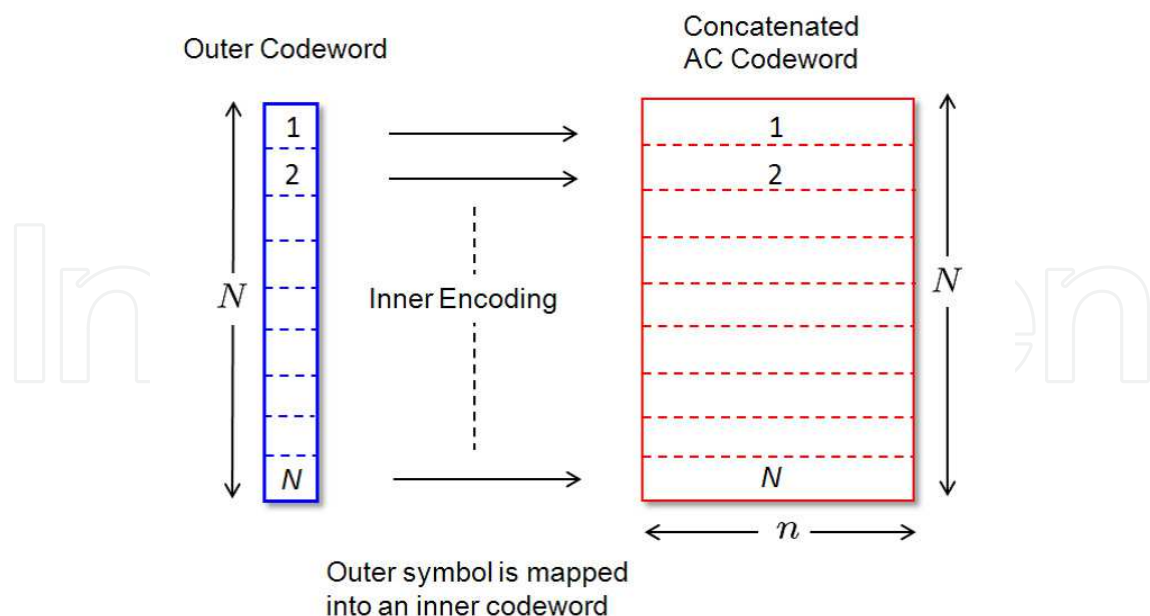 Outer Codeword
Concatenated
AC Codeword
1
2
N
N
Inner Encoding
1
2
N
N
n
Outer symbol is mapped
into an inner codeword